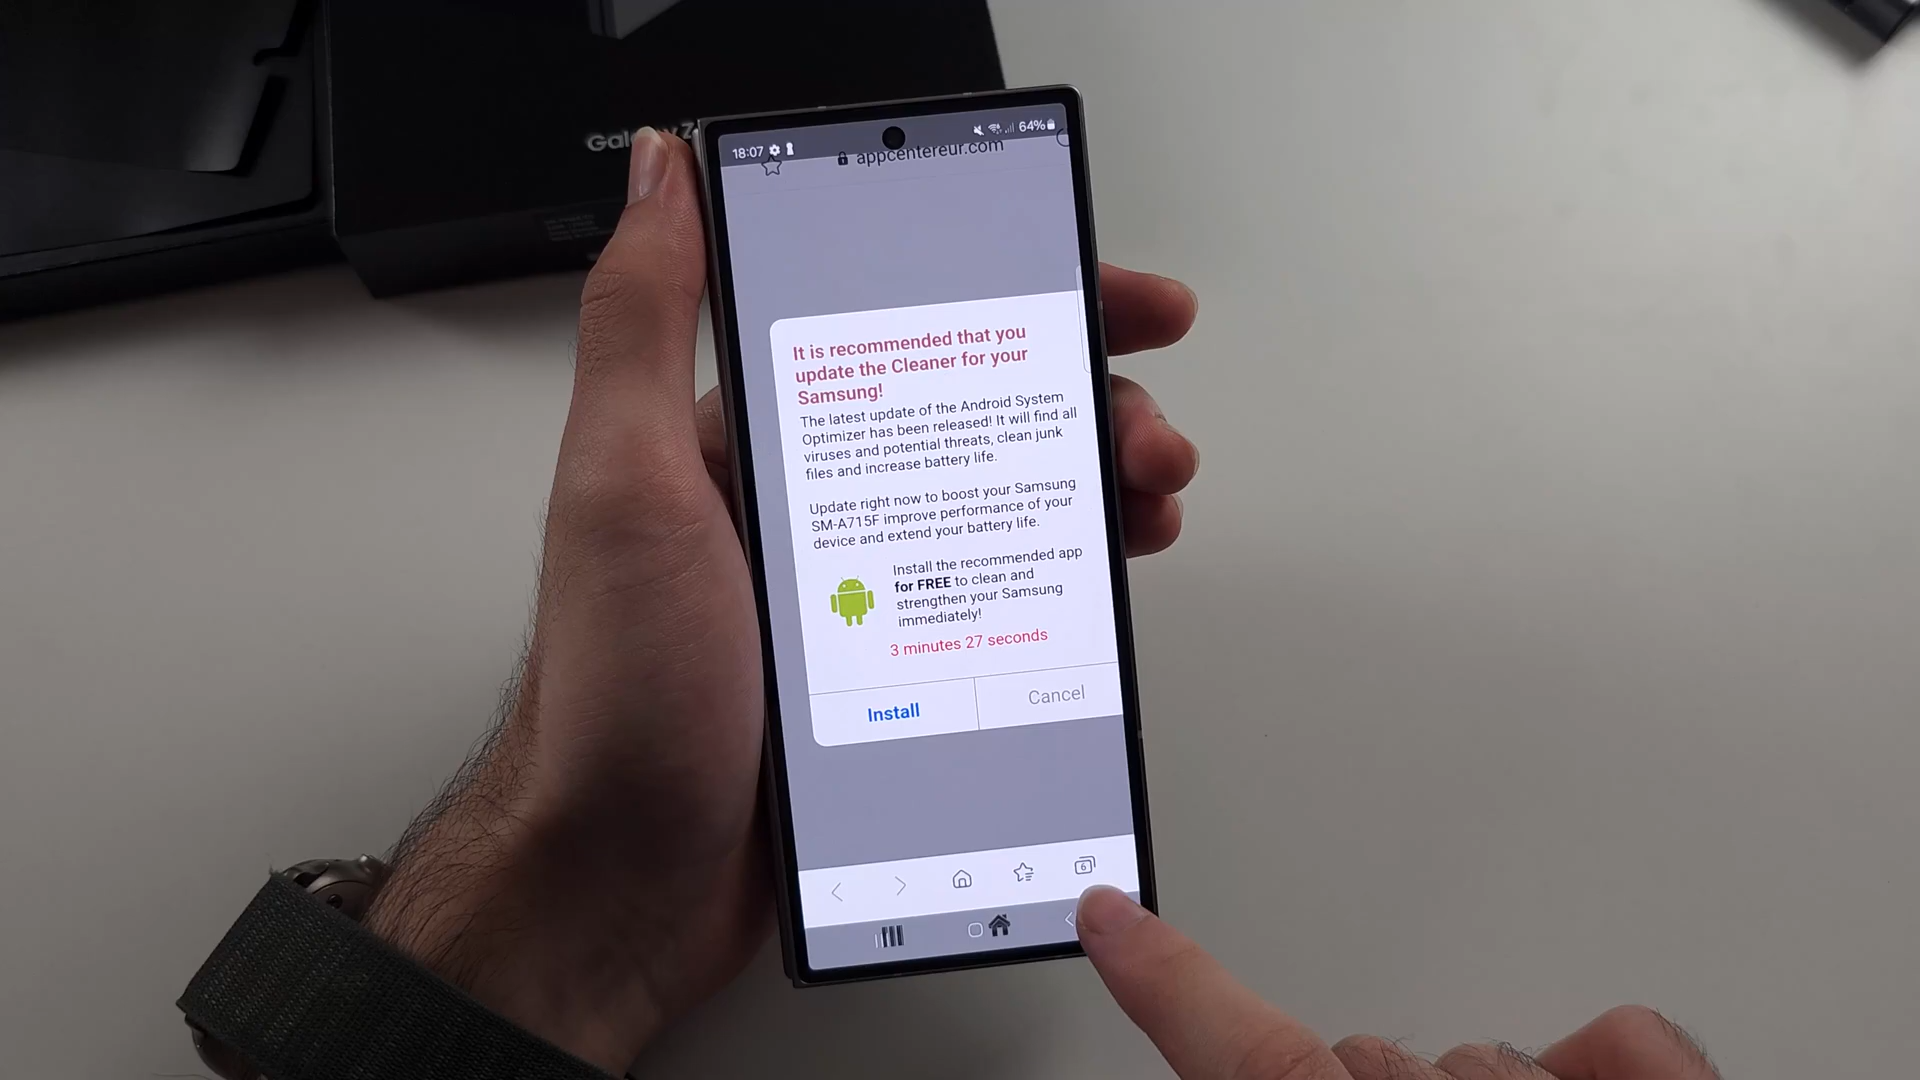 Galaxy Z
18:07
64%
appcentereur.com
It is recommended that you
update the Cleaner for your
Samsung!
The latest update of the Android System
Optimizer has been released! It will find all
viruses and potential threats, clean junk
files and increase battery life.
Update right now to boost your Samsung
SM-A715F improve performance of your
device and extend your battery life.
Install the recommended app
for FREE to clean and
strengthen your Samsung
immediately!
3 minutes 27 seconds
Install
Cancel
6